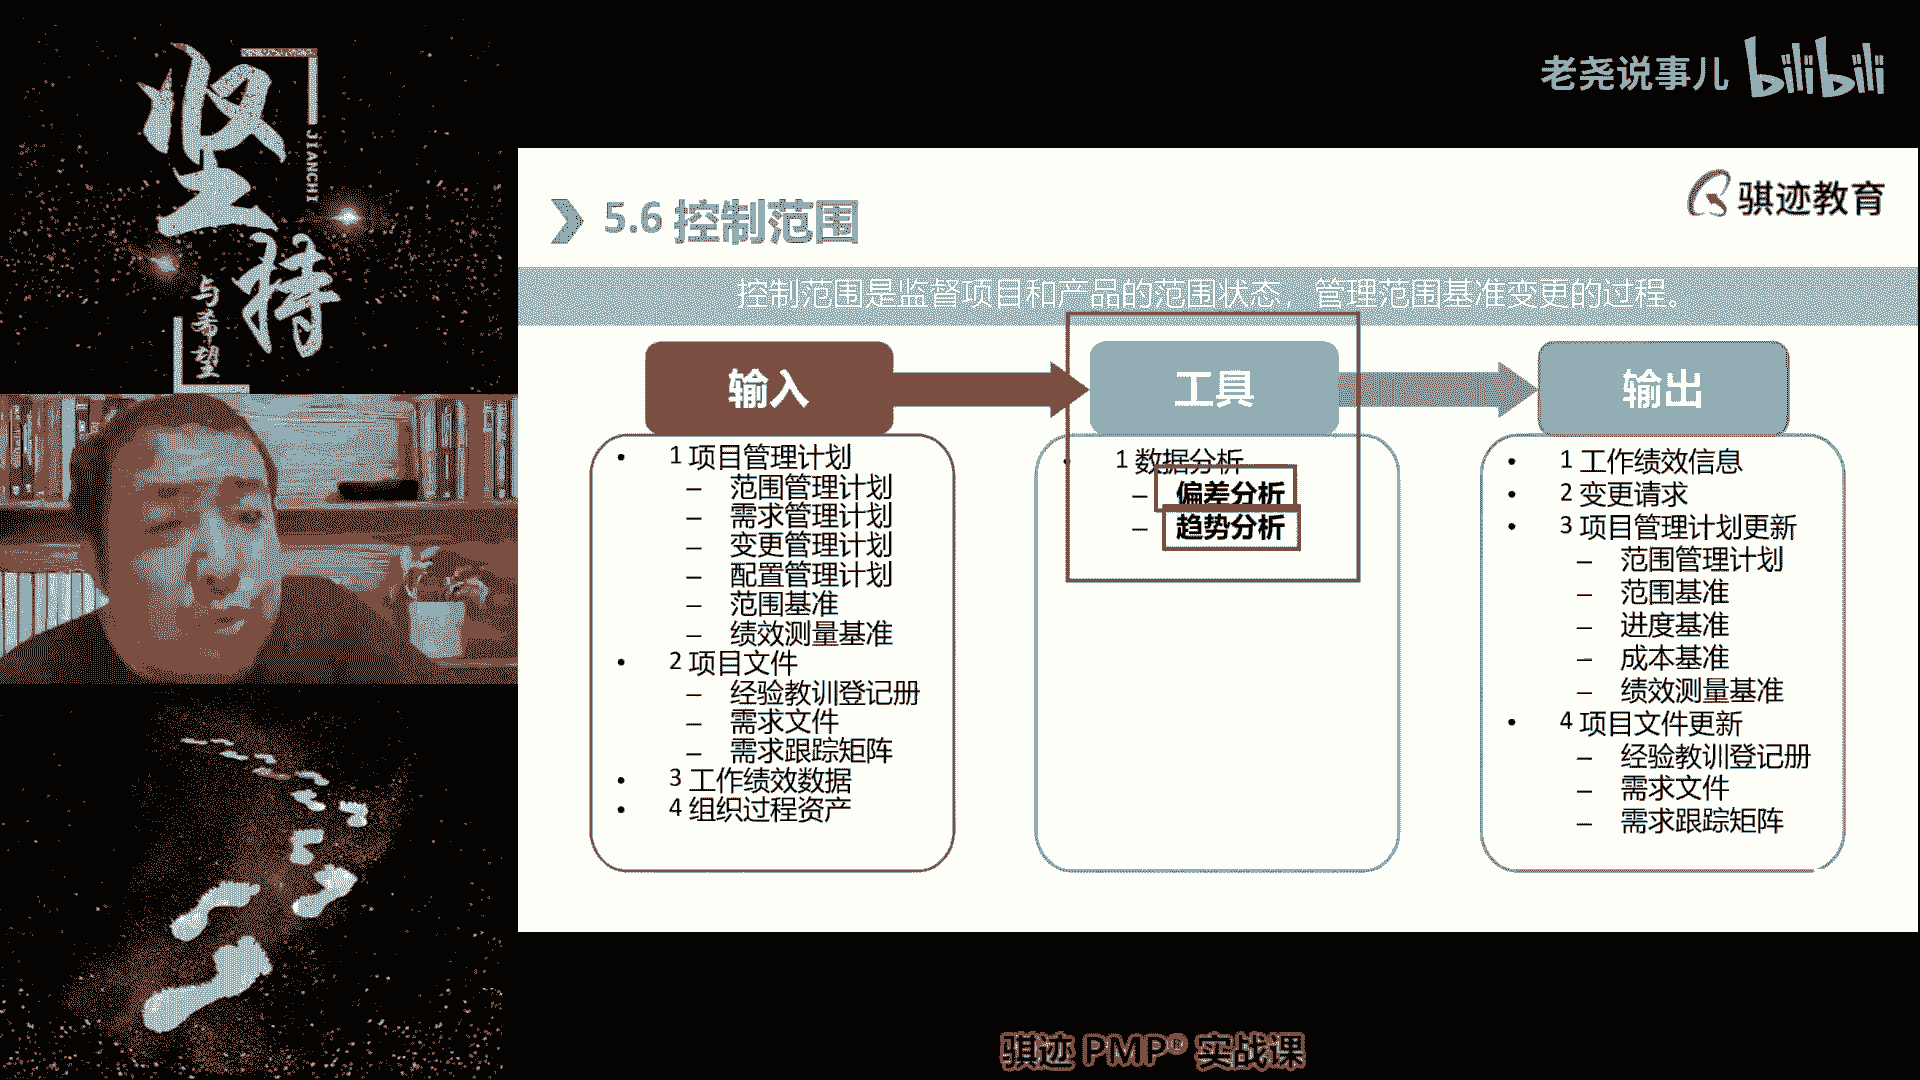 坚持
JIANCHI
与希望
老尧说事儿 bilibili
骐迹教育
5.6 控制范围
控制范围是监督项目和产品的范围状态，管理范围基准变更的过程。
输入
• 1 项目管理计划
– 范围管理计划
– 需求管理计划
– 变更管理计划
– 配置管理计划
– 范围基准
– 绩效测量基准
• 2 项目文件
– 经验教训登记册
– 需求文件
– 需求跟踪矩阵
• 3 工作绩效数据
• 4 组织过程资产
工具
• 1 数据分析
– 偏差分析
– 趋势分析
输出
• 1 工作绩效信息
• 2 变更请求
• 3 项目管理计划更新
– 范围管理计划
– 范围基准
– 进度基准
– 成本基准
– 绩效测量基准
• 4 项目文件更新
– 经验教训登记册
– 需求文件
– 需求跟踪矩阵
骐迹 PMP® 实战课